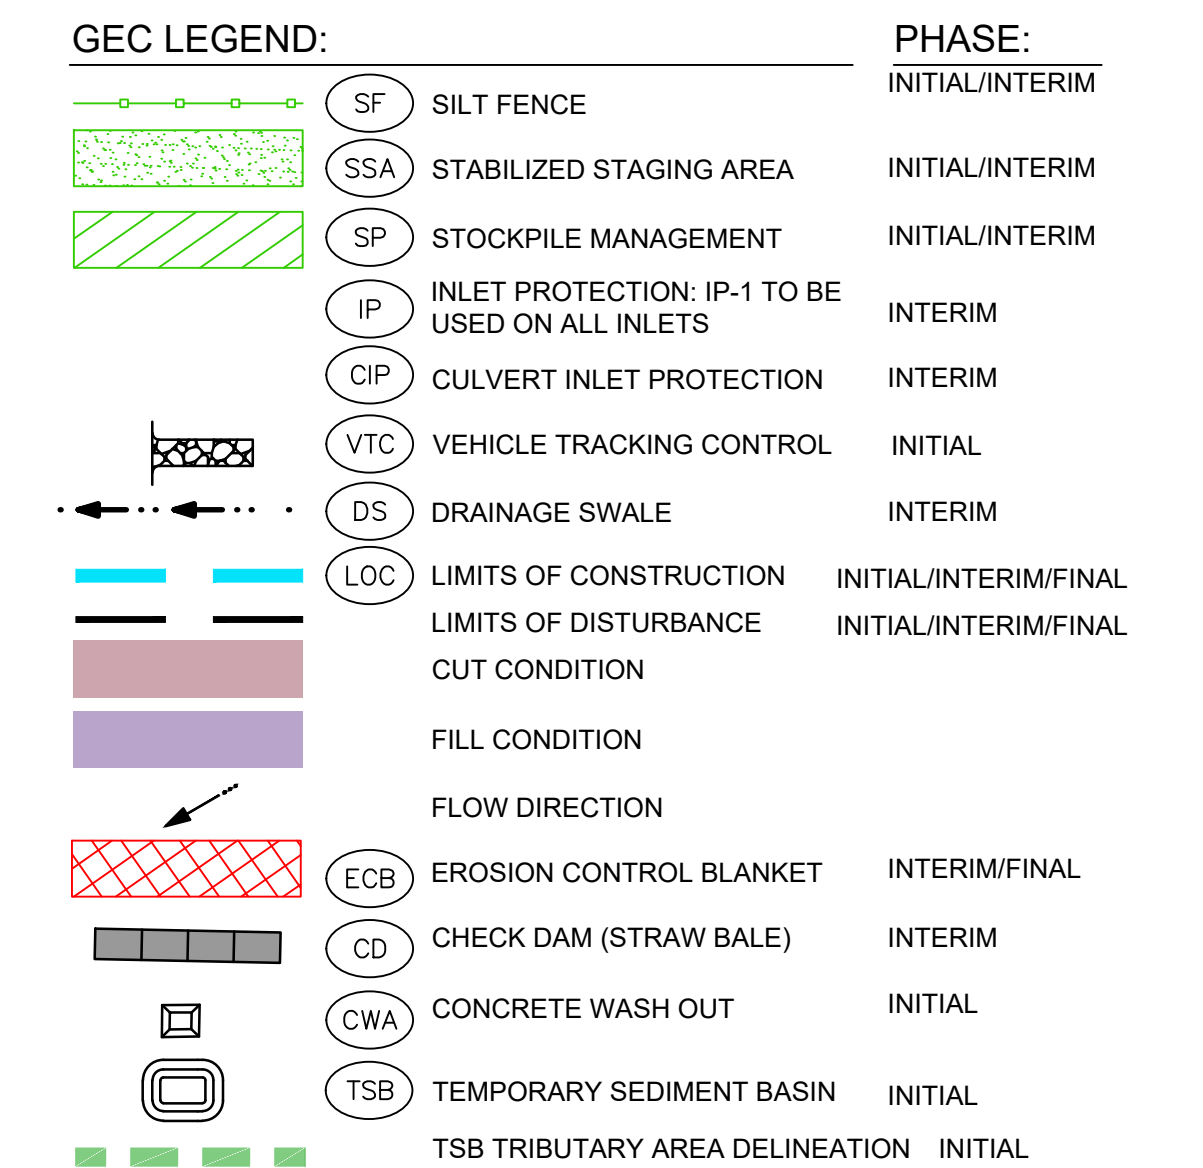 GEC LEGEND: PHASE:
SF SILT FENCE INITIAL/INTERIM
SSA STABILIZED STAGING AREA INITIAL/INTERIM
SP STOCKPILE MANAGEMENT INITIAL/INTERIM
IP INLET PROTECTION: IP-1 TO BE
USED ON ALL INLETS INTERIM
CIP CULVERT INLET PROTECTION INTERIM
VTC VEHICLE TRACKING CONTROL INITIAL
DS DRAINAGE SWALE INTERIM
LOC LIMITS OF CONSTRUCTION INITIAL/INTERIM/FINAL
LIMITS OF DISTURBANCE INITIAL/INTERIM/FINAL
CUT CONDITION
FILL CONDITION
FLOW DIRECTION
ECB EROSION CONTROL BLANKET INTERIM/FINAL
CD CHECK DAM (STRAW BALE) INTERIM
CWA CONCRETE WASH OUT INITIAL
TSB TEMPORARY SEDIMENT BASIN INITIAL
TSB TRIBUTARY AREA DELINEATION INITIAL